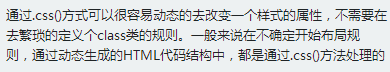 通过.css()方式可以很容易动态的去改变一个样式的属性，不需要在
去繁琐的定义个class类的规则。一般来说在不确定开始布局规
则，通过动态生成的HTML代码结构中，都是通过.css()方法处理的